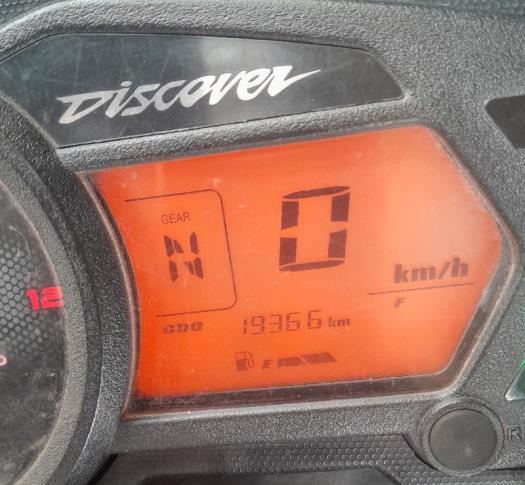 Discover
GEAR
N
0
km/h
F
12
ODO 19366 km
E
R